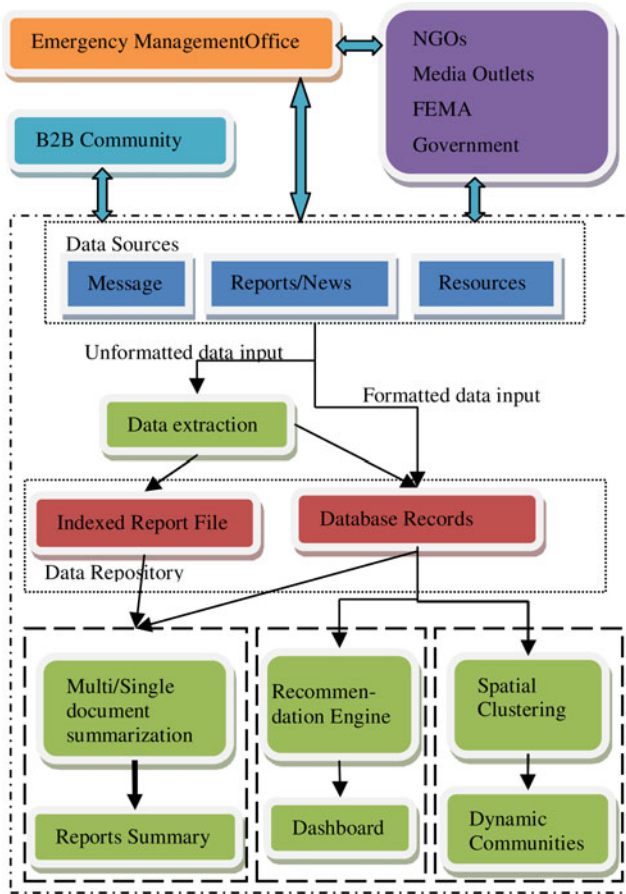 Emergency ManagementOffice
NGOs
Media Outlets
FEMA
Government
B2B Community
Data Sources
Message
Reports/News
Resources
Unformatted data input
Formatted data input
Data extraction
Indexed Report File
Database Records
Data Repository
Multi/Single
document
summarization
Recommen-
dation Engine
Spatial
Clustering
Reports Summary
Dashboard
Dynamic
Communities